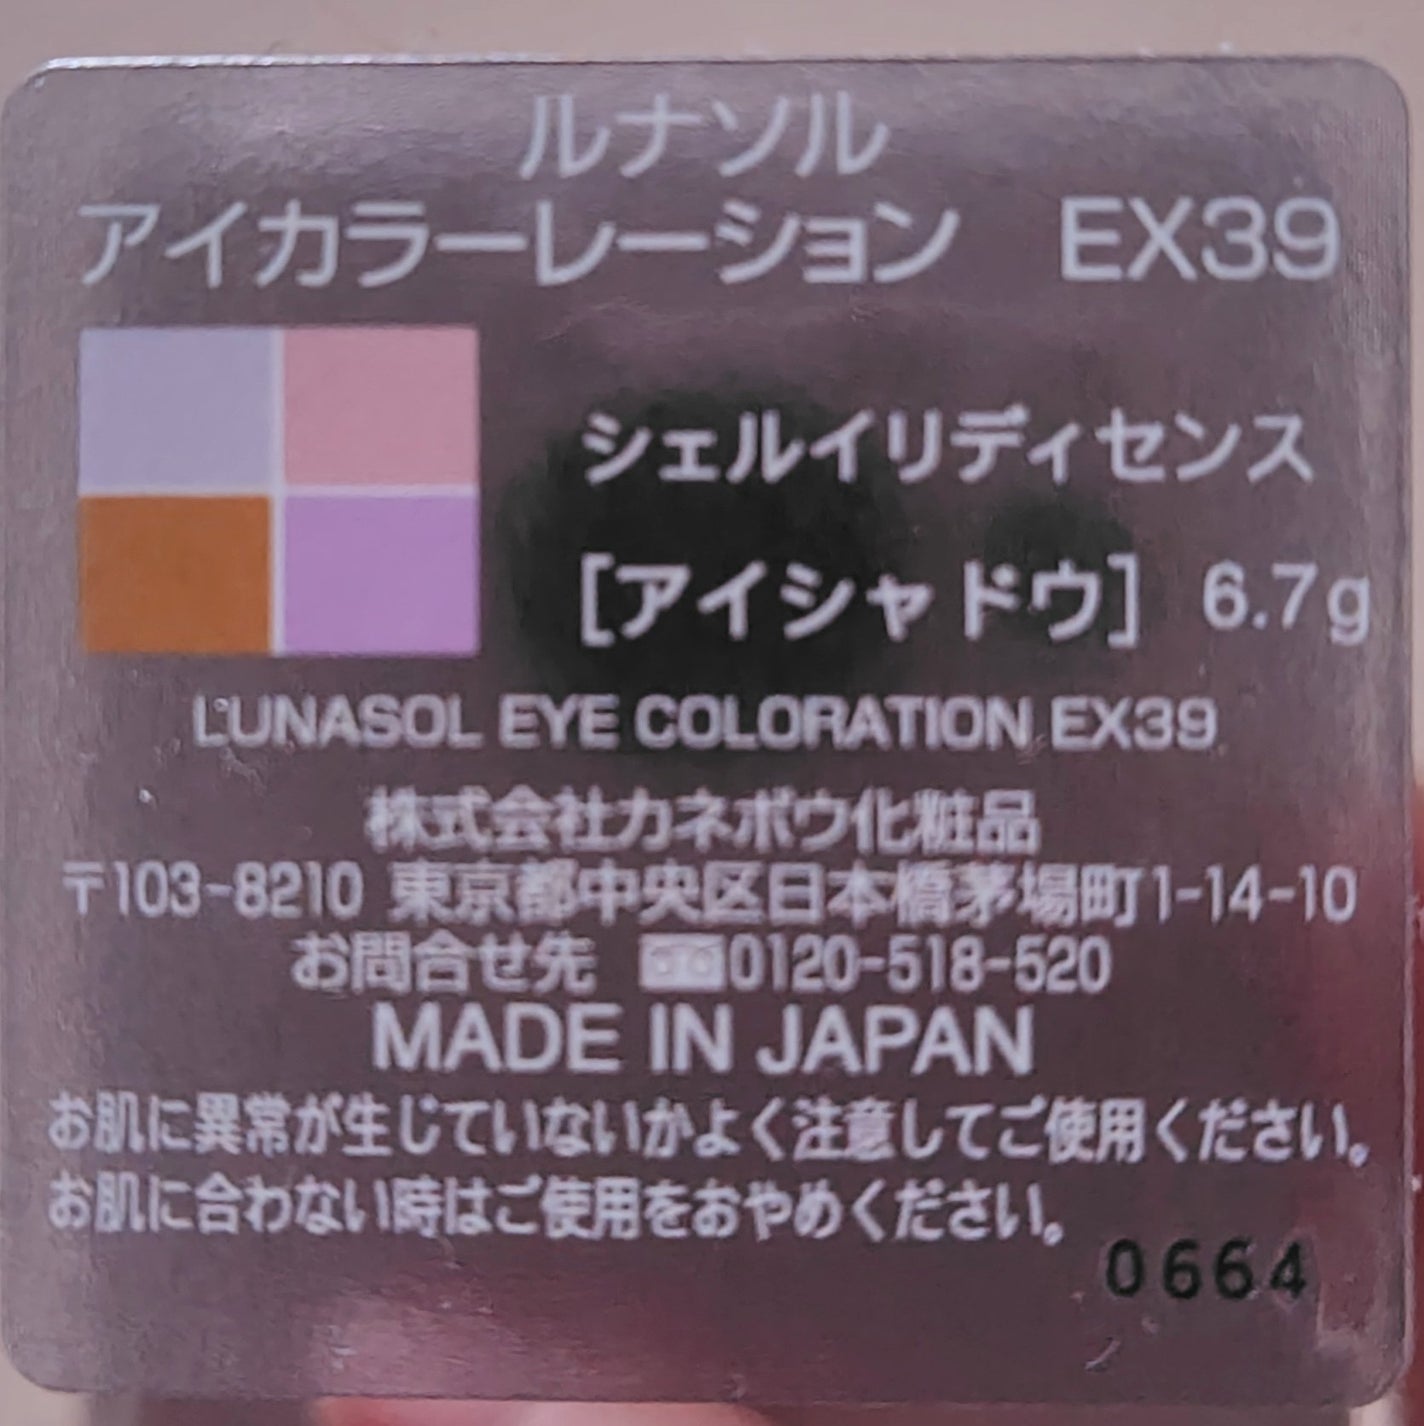 ルナソル
アイカラーレーション EX39
シェルイリディセンス
[アイシャドウ] 6.7g
LUNASOL EYE COLORATION EX39
株式会社カネボウ化粧品
〒103-8210 東京都中央区日本橋茅場町1-14-10
お問合せ先 0120-518-520
MADE IN JAPAN
お肌に異常が生じていないかよく注意してご使用ください。
お肌に合わない時はご使用をおやめください。
0664